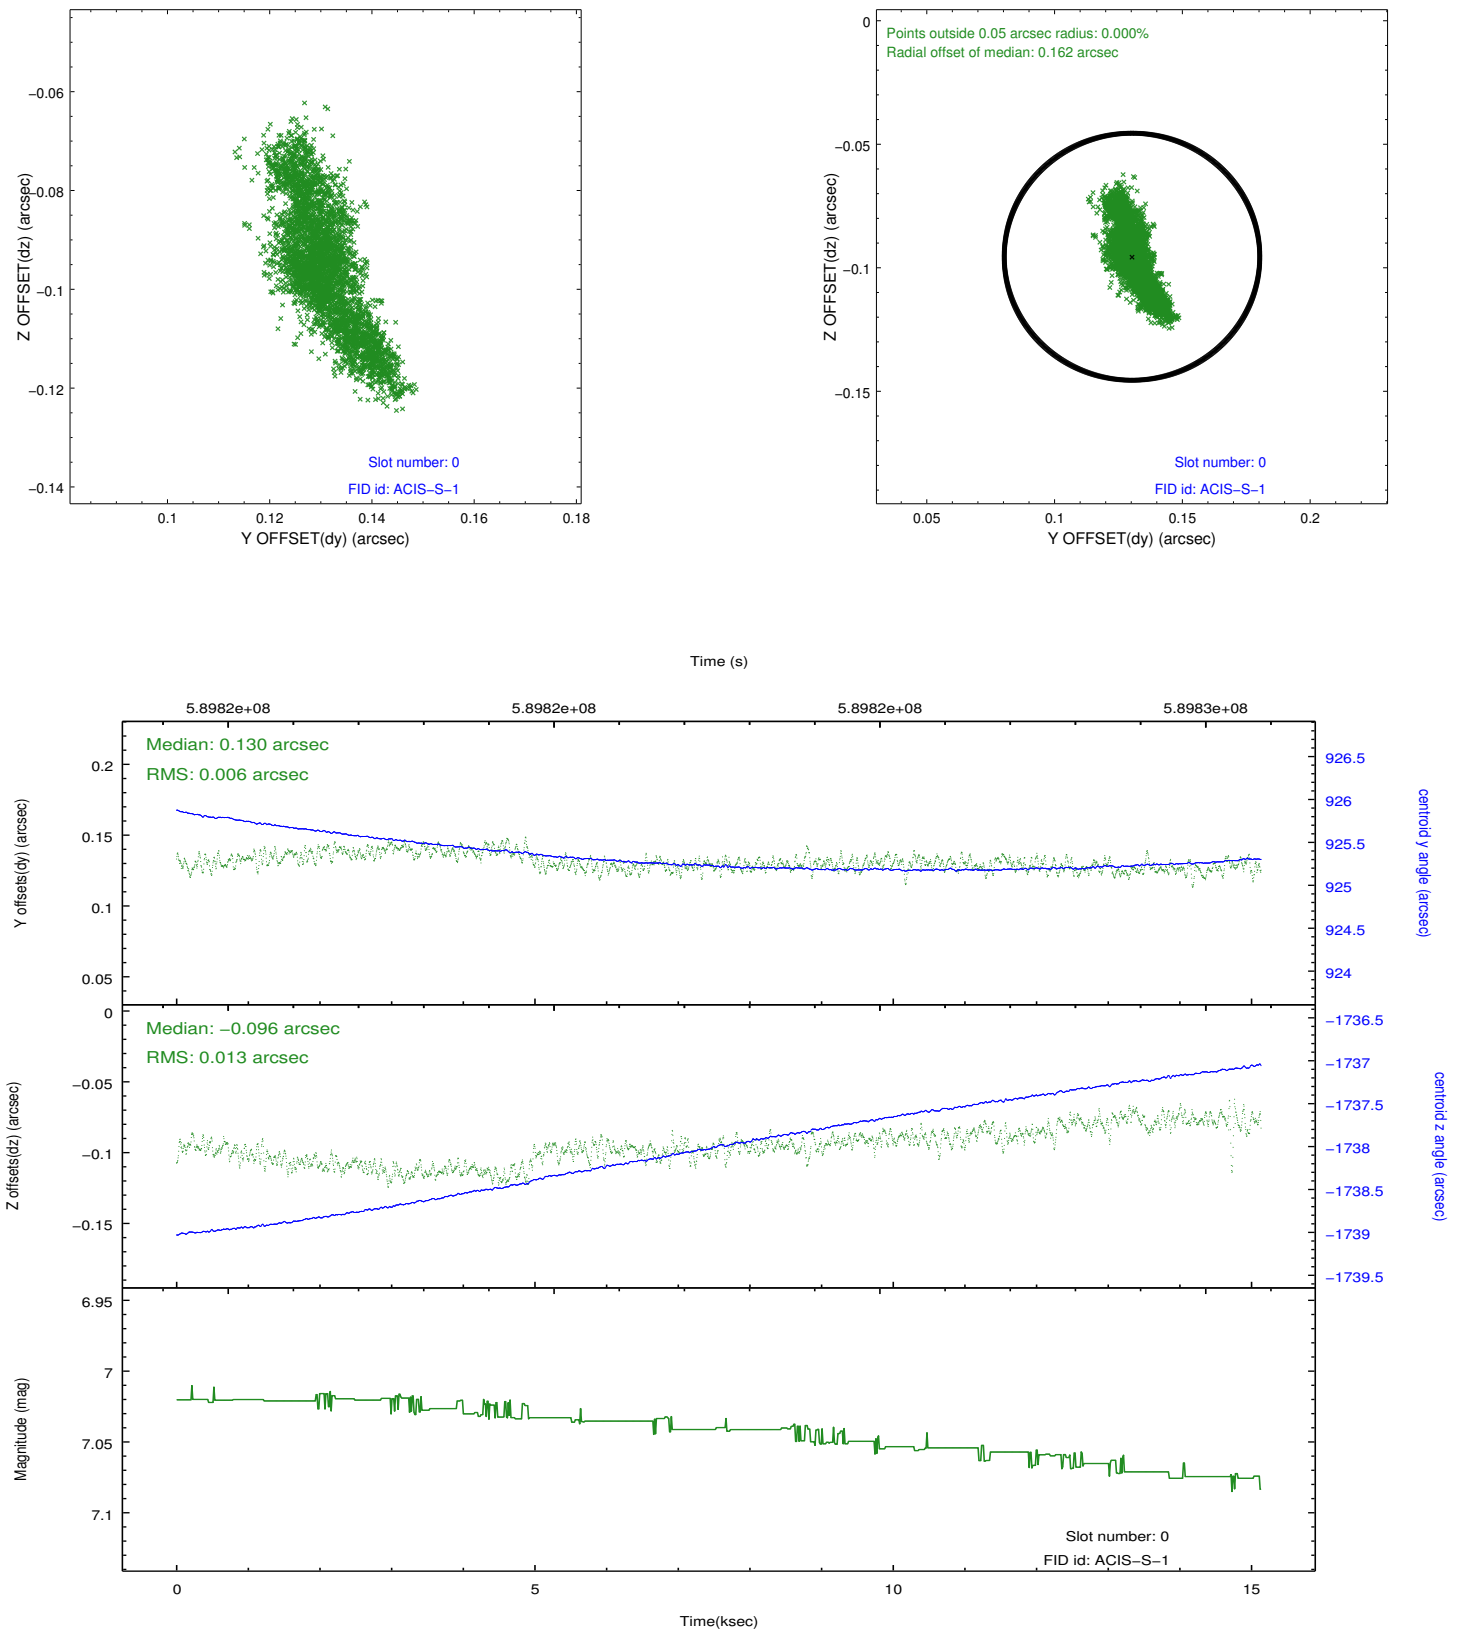 −0.06
−0.08
−0.1
−0.12
−0.14
Z OFFSET(dz) (arcsec)
Slot number: 0
FID id: ACIS−S−1
0.1
0.12
0.14
0.16
0.18
Y OFFSET(dy) (arcsec)
Points outside 0.05 arcsec radius: 0.000%
Radial offset of median: 0.162 arcsec
0
−0.05
−0.1
−0.15
Z OFFSET(dz) (arcsec)
Slot number: 0
FID id: ACIS−S−1
0.05
0.1
0.15
0.2
Y OFFSET(dy) (arcsec)
Time (s)
5.8982e+08
5.8982e+08
5.8982e+08
5.8983e+08
Median: 0.130 arcsec
RMS: 0.006 arcsec
0.2
0.15
0.1
0.05
Y offsets(dy) (arcsec)
926.5
926
925.5
925
924.5
924
centroid y angle (arcsec)
Median: −0.096 arcsec
RMS: 0.013 arcsec
0
−0.05
−0.1
−0.15
Z offsets(dz) (arcsec)
−1736.5
−1737
−1737.5
−1738
−1738.5
−1739
−1739.5
centroid z angle (arcsec)
6.95
7
7.05
7.1
Magnitude (mag)
Slot number: 0
FID id: ACIS−S−1
0
5
10
15
Time(ksec)